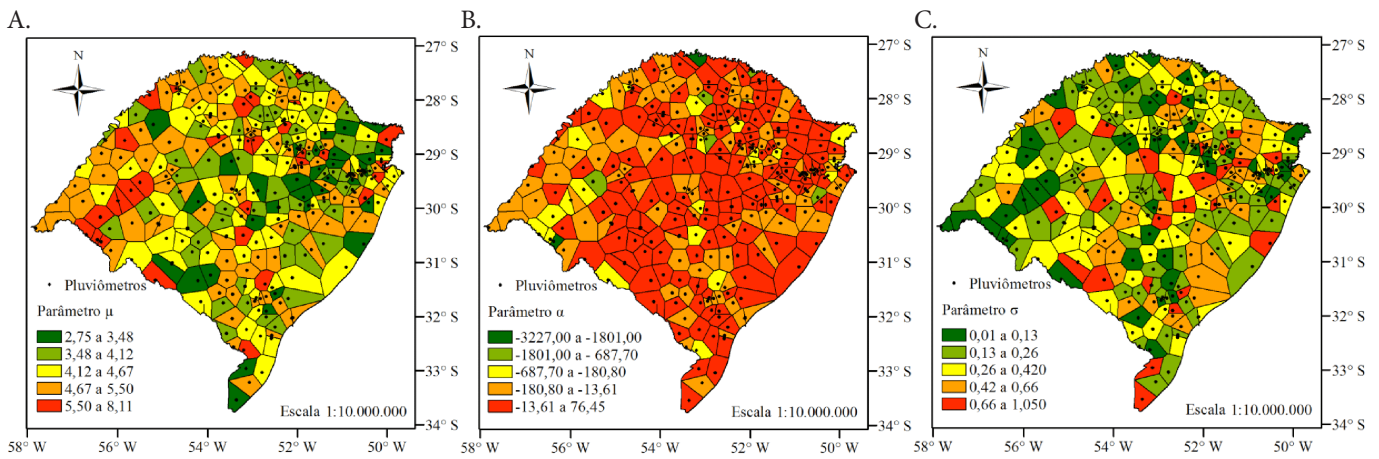 A.
N
27° S
28° S
29° S
30° S
31° S
32° S
33° S
34° S
Pluviômetros
Parâmetro µ
2,75 a 3,48
3,48 a 4,12
4,12 a 4,67
4,67 a 5,50
5,50 a 8,11
Escala 1:10.000.000
58° W
56° W
54° W
52° W
50° W
B.
N
27° S
28° S
29° S
30° S
31° S
32° S
33° S
34° S
Pluviômetros
Parâmetro α
-3227,00 a -1801,00
-1801,00 a - 687,70
-687,70 a -180,80
-180,80 a -13,61
-13,61 a 76,45
Escala 1:10.000.000
58° W
56° W
54° W
52° W
50° W
C.
N
27° S
28° S
29° S
30° S
31° S
32° S
33° S
34° S
Pluviômetros
Parâmetro σ
0,01 a 0,13
0,13 a 0,26
0,26 a 0,420
0,42 a 0,66
0,66 a 1,050
Escala 1:10.000.000
58° W
56° W
54° W
52° W
50° W